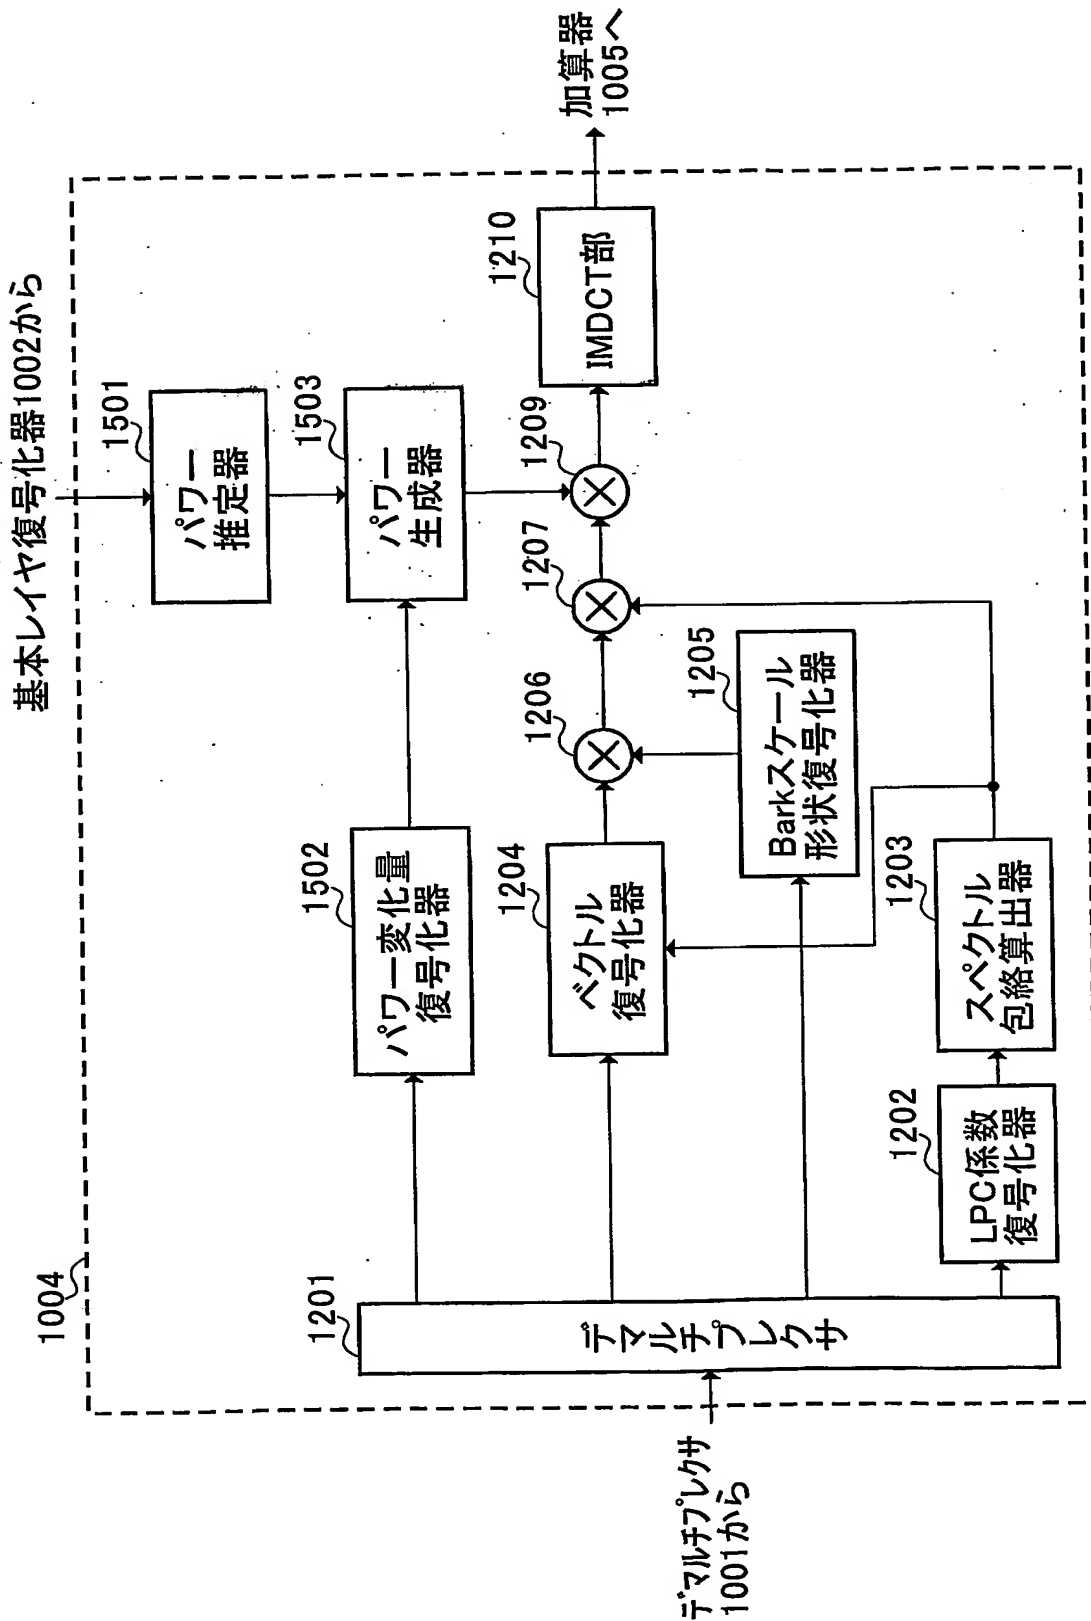 基本レイヤ復号化器1002から
1004
1501
パワー
推定器
1502
パワー変化量
復号化器
1503
パワー
生成器
1201
デマルチプレクサ
デマルチプレクサ
1001から
1204
ベクトル
復号化器
1206
1207
1209
1210
IMDCT部
加算器
1005へ
1205
Barkスケール
形状復号化器
1202
LPC係数
復号化器
1203
スペクトル
包絡算出器